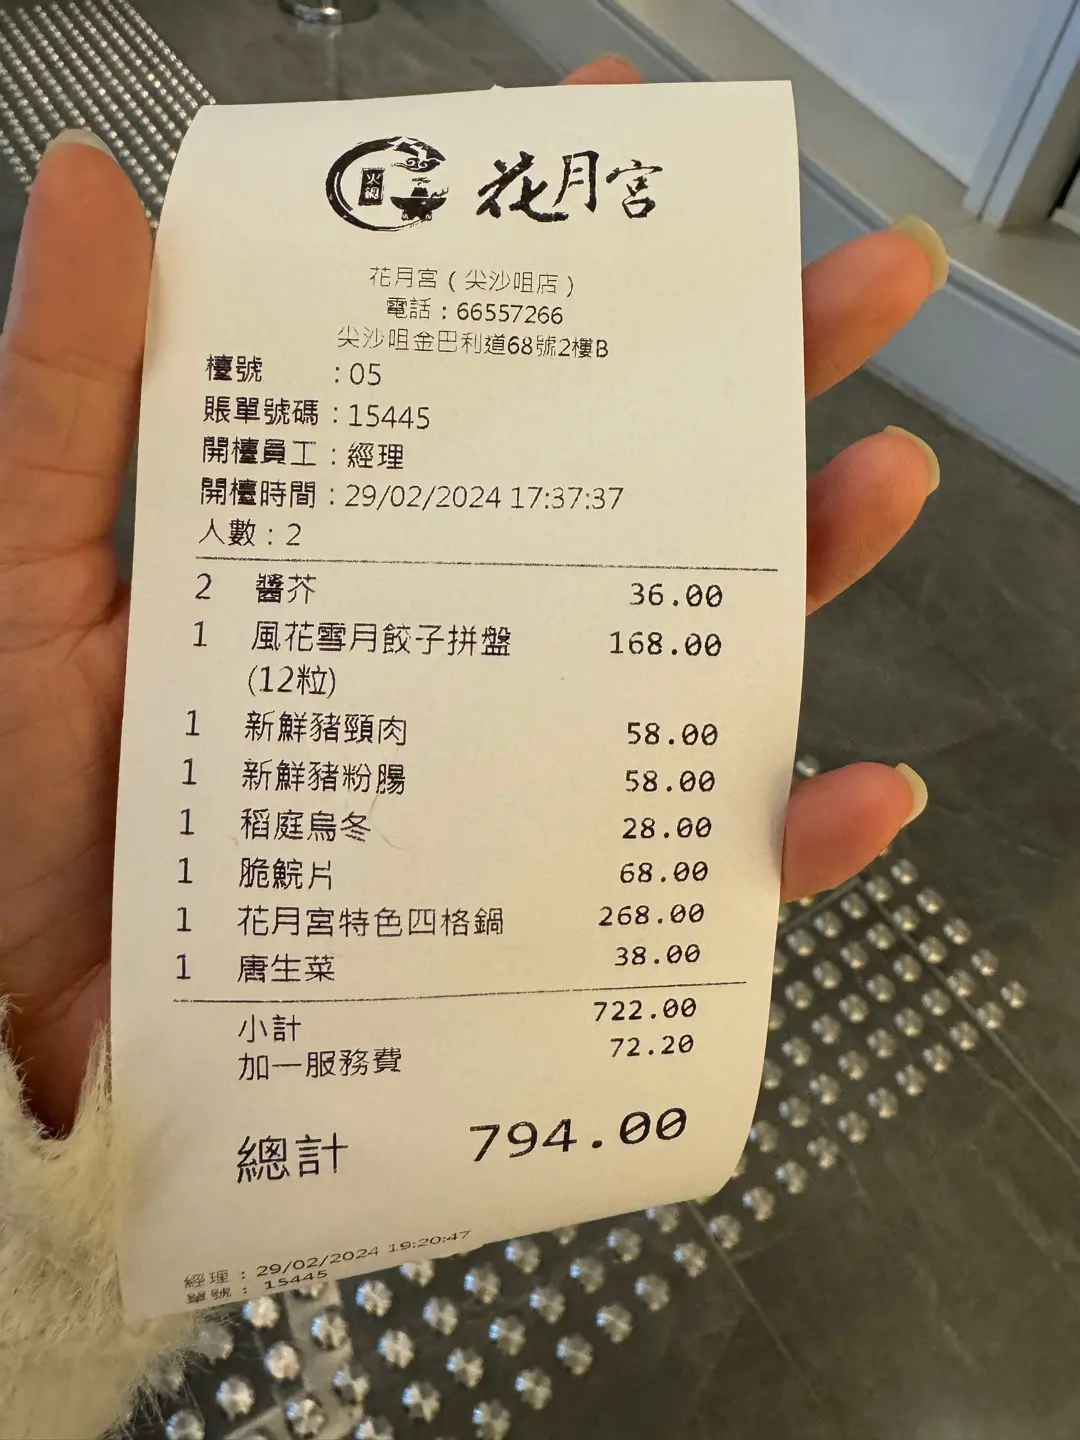 火鍋
花月宮
花月宮(尖沙咀店)
電話:66557266
尖沙咀金巴利道68號2樓B
檯號 :05
賬單號碼:15445
開檯員工:經理
開檯時間:29/02/2024 17:37:37
人數:2
2 醬芥 36.00
1 風花雪月餃子拼盤 168.00
(12粒)
1 新鮮豬頸肉 58.00
1 新鮮豬粉腸 58.00
1 稻庭烏冬 28.00
1 脆鯇片 68.00
1 花月宮特色四格鍋 268.00
1 唐生菜 38.00
小計 722.00
加一服務費 72.20
總計 794.00
經理:29/02/2024 19:20:47
單號:15445